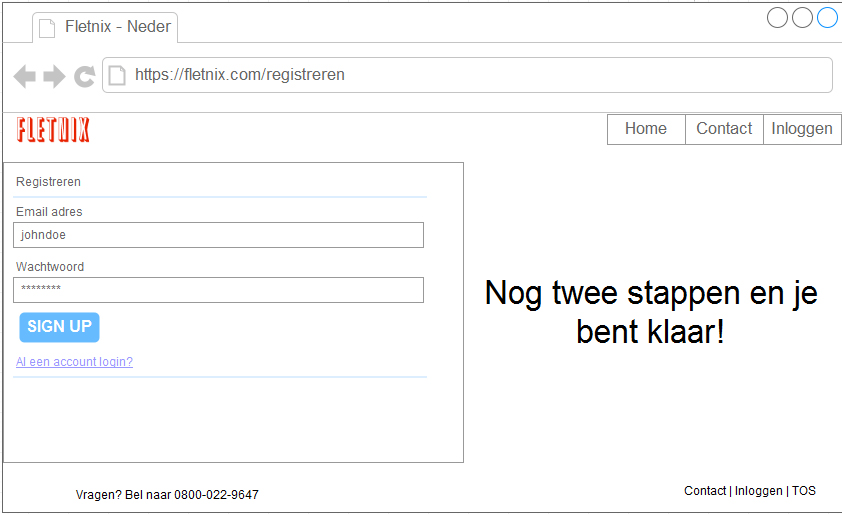 Fletnix - Neder
https://fletnix.com/registreren
FLETNIX
Home Contact Inloggen
Registreren
Email adres
johndoe
Wachtwoord
********
SIGN UP
Al een account login?
Nog twee stappen en je
bent klaar!
Vragen? Bel naar 0800-022-9647
Contact | Inloggen | TOS